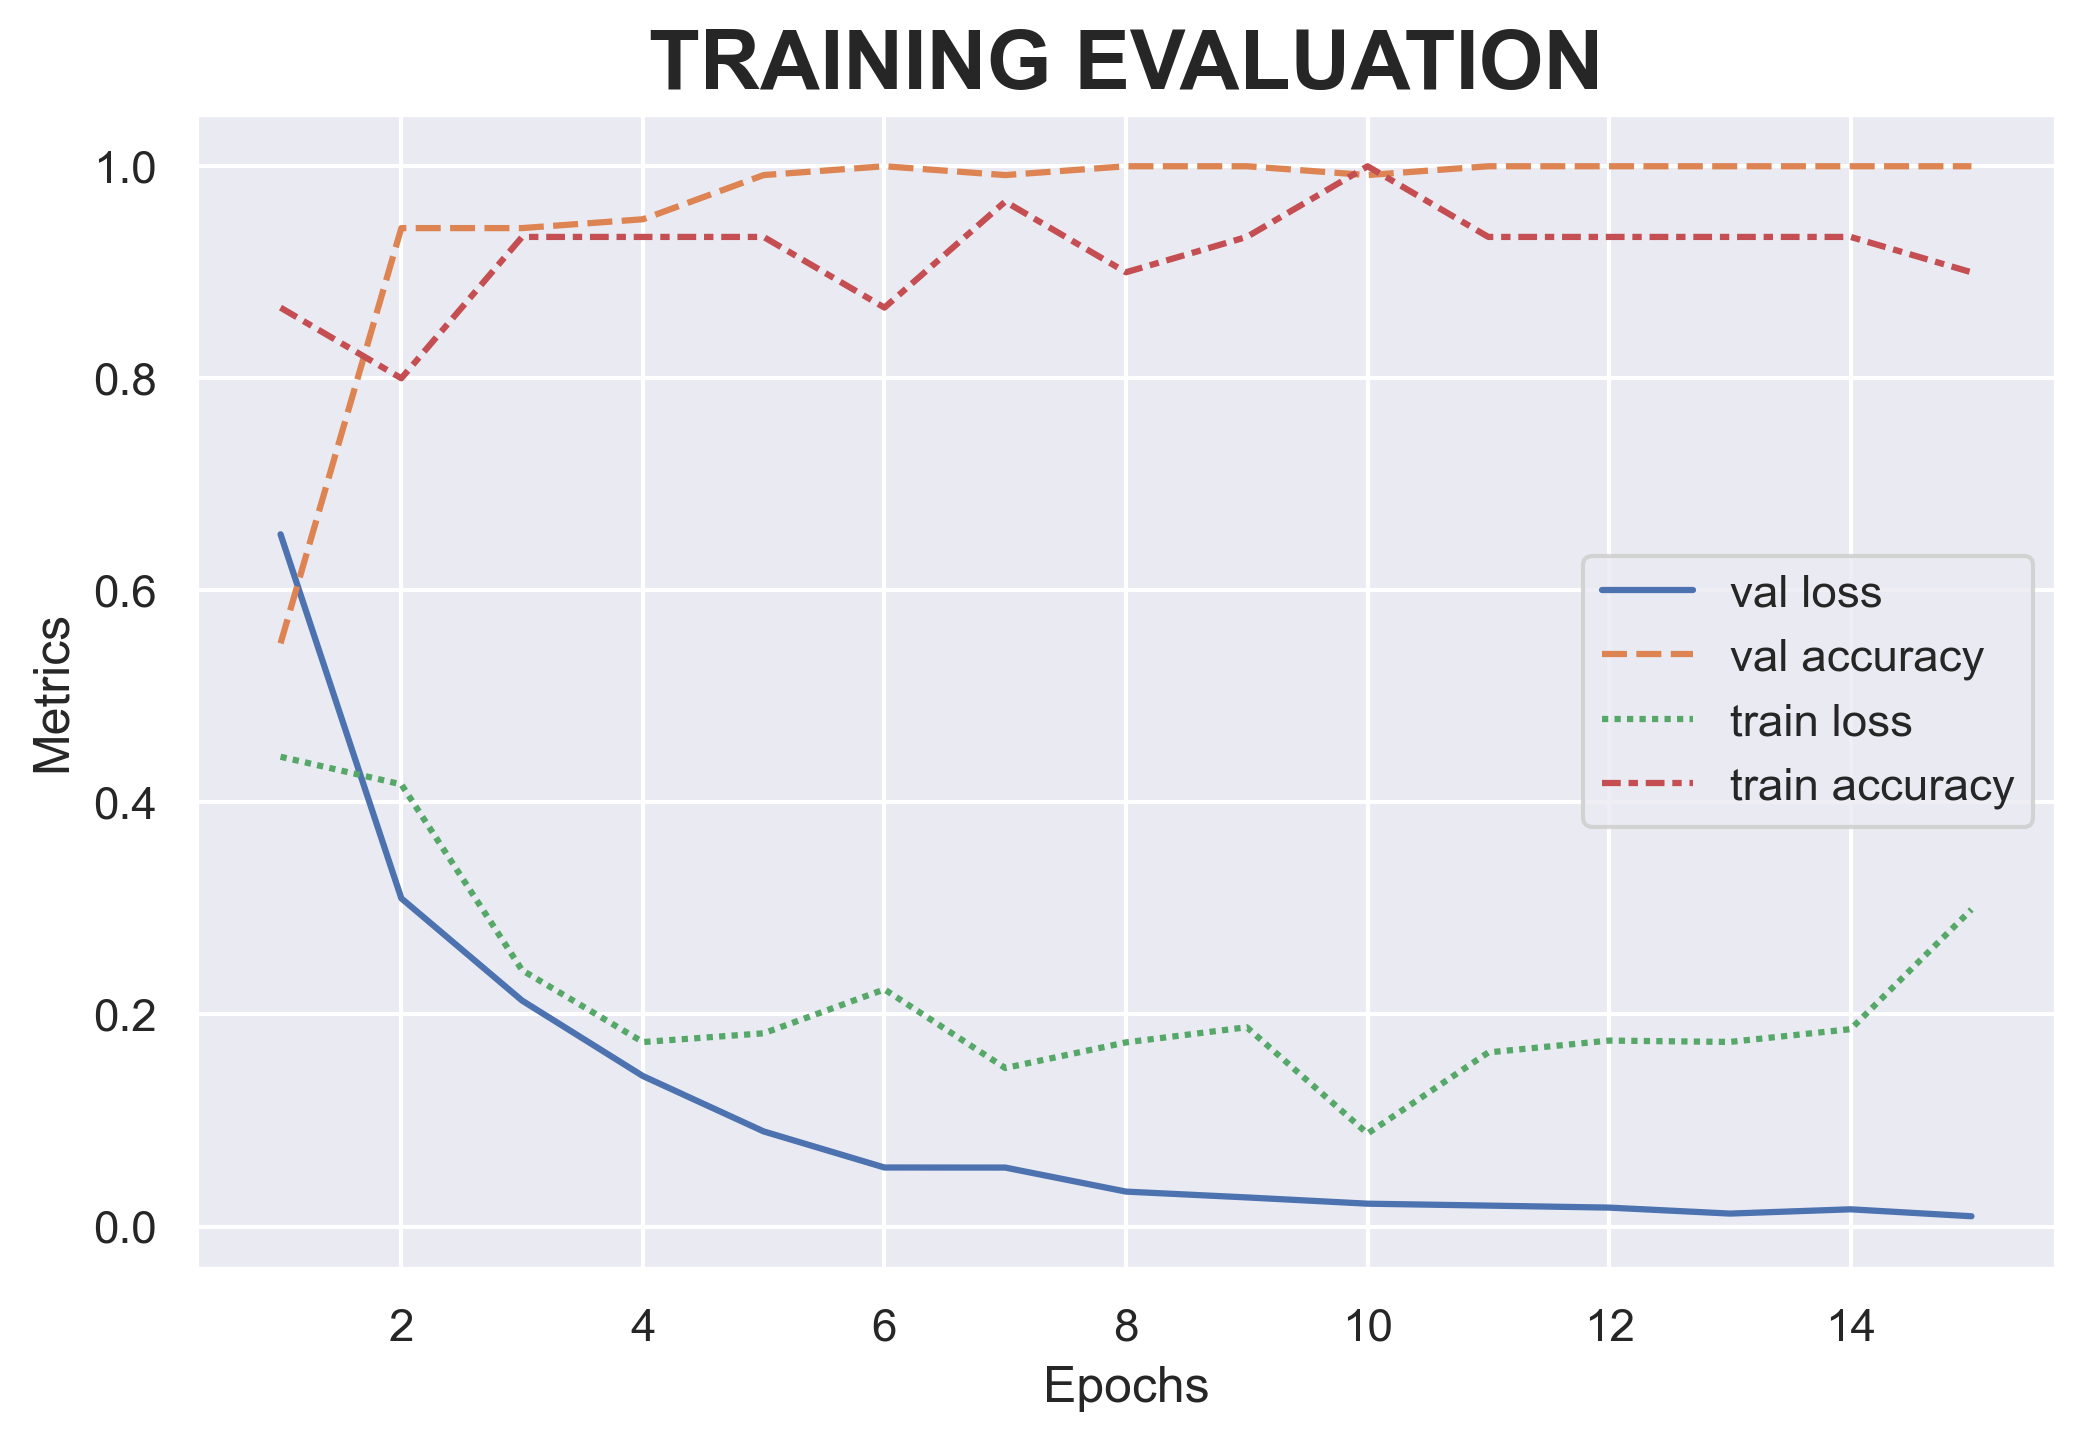 TRAINING EVALUATION
1.0
0.8
0.6
0.4
0.2
0.0
Metrics
val loss
val accuracy
train loss
train accuracy
2 4 6 8 10 12 14
Epochs